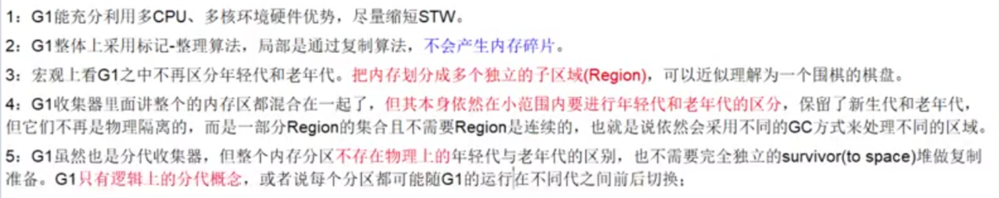 1：G1能充分利用多CPU、多核环境硬件优势，尽量缩短STW。
2：G1整体上采用标记-整理算法，局部是通过复制算法，不会产生内存碎片。
3：宏观上看G1之中不再区分年轻代和老年代。把内存划分成多个独立的子区域(Region)，可以近似理解为一个围棋的棋盘。
4：G1收集器里面讲整个的内存区都混合在一起了，但其本身依然在小范围内要进行年轻代和老年代的区分，保留了新生代和老年代，
但它们不再是物理隔离的，而是一部分Region的集合且不需要Region是连续的，也就是说依然会采用不同的GC方式来处理不同的区域。
5：G1虽然也是分代收集器，但整个内存分区不存在物理上的年轻代与老年代的区别，也不需要完全独立的survivor(to space)堆做复制
准备。G1只有逻辑上的分代概念，或者说每个分区都可能随G1的运行在不同代之间前后切换；